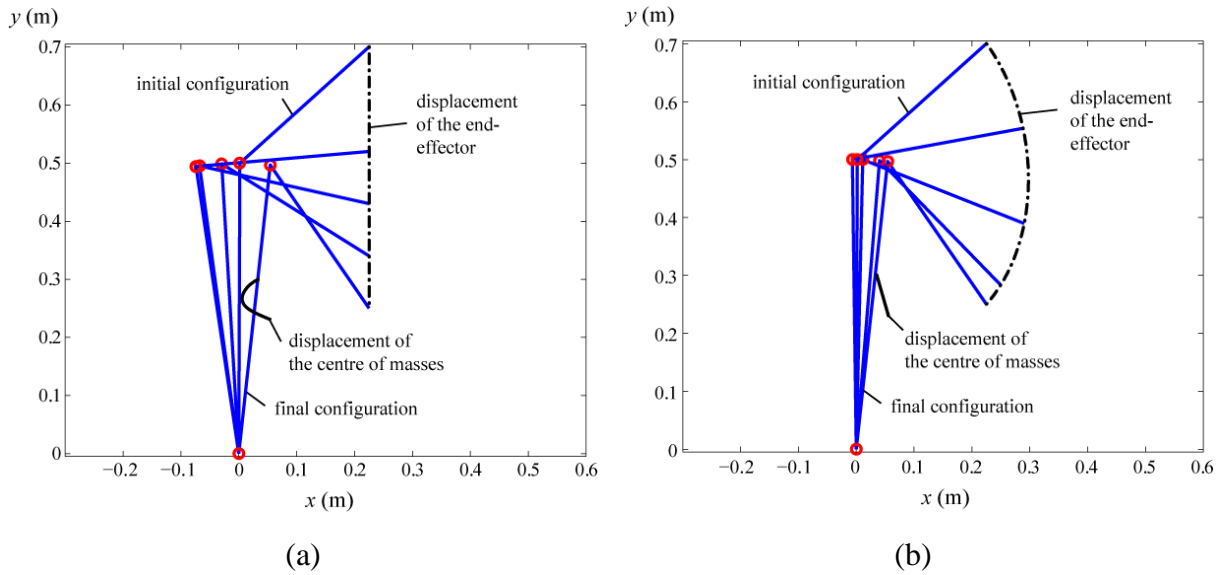 y (m)
0.7
0.6
0.5
0.4
0.3
0.2
0.1
0
−0.2
−0.1
0
0.1
0.2
0.3
0.4
0.5
0.6
x (m)
initial configuration
displacement
of the end-
effector
displacement of
the centre of masses
final configuration
(a)
y (m)
0.7
0.6
0.5
0.4
0.3
0.2
0.1
0
−0.2
−0.1
0
0.1
0.2
0.3
0.4
0.5
0.6
x (m)
initial configuration
displacement
of the end-
effector
displacement of
the centre of masses
final configuration
(b)